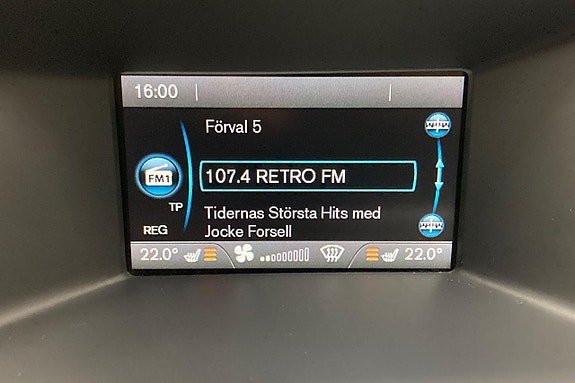 16:00
Förval 5
FM1
107.4 RETRO FM
TP
REG
Tidernas Största Hits med
Jocke Forsell
22.0° 22.0°